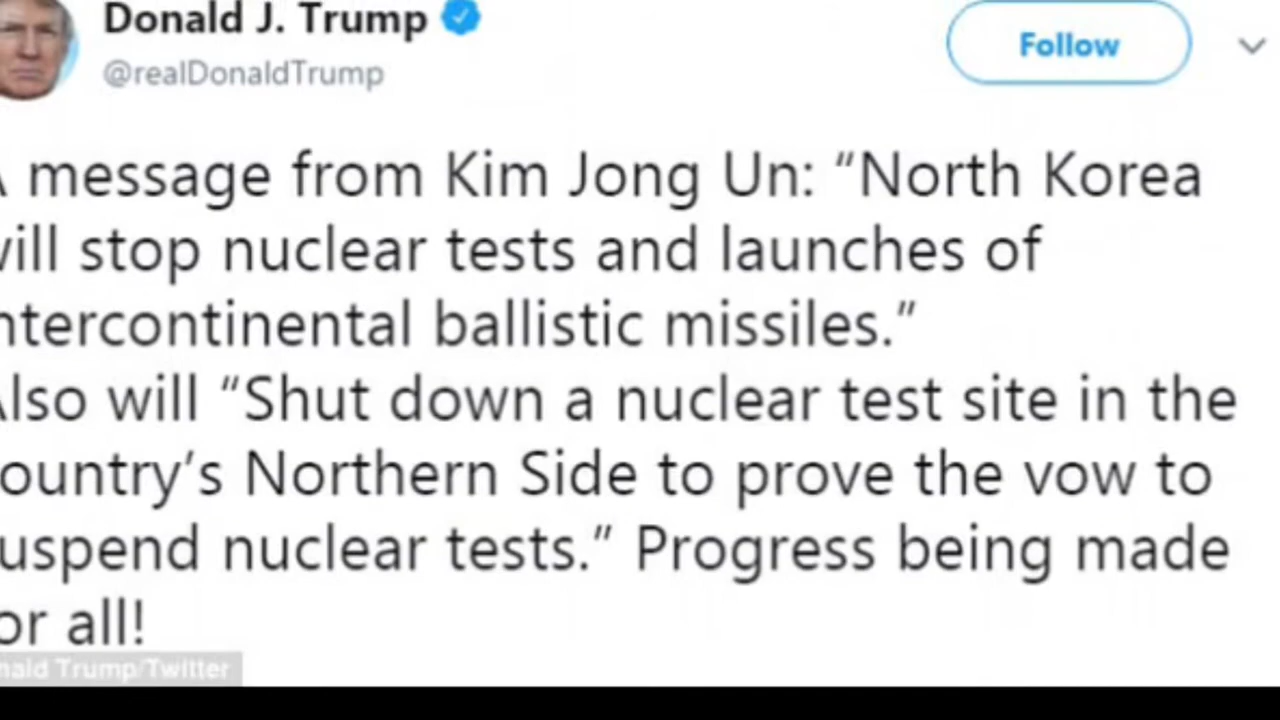 Donald J. Trump
@realDonaldTrump
Follow
message from Kim Jong Un: “North Korea
will stop nuclear tests and launches of
ntercontinental ballistic missiles.”
Also will “Shut down a nuclear test site in the
ountry’s Northern Side to prove the vow to
uspend nuclear tests.” Progress being made
or all!
nald Trump/Twitter